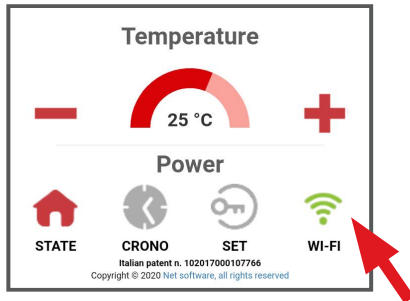 Temperature
25 °C
Power
STATE CRONO SET WI-FI
Italian patent n. 102017000107766
Copyright © 2020 Net software, all rights reserved